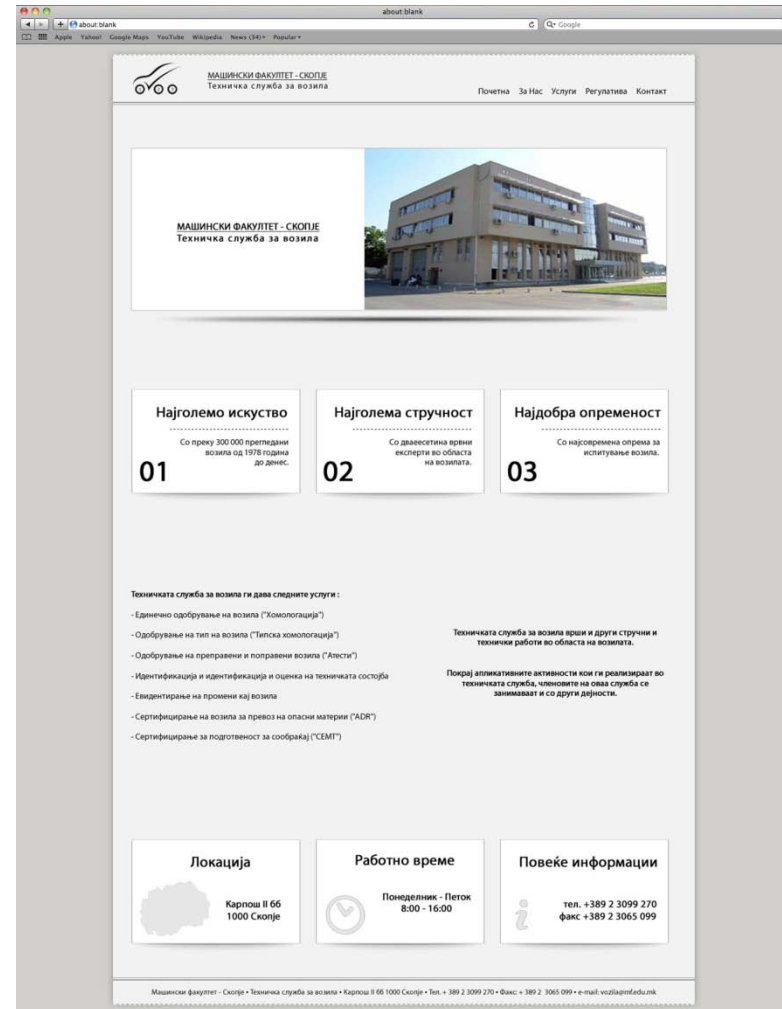 about:blank
about:blank
Google
Apple Yahoo! Google Maps YouTube Wikipedia News (34) Popular
МАШИНСКИ ФАКУЛТЕТ - СКОПЈЕ
Техничка служба за возила
Почетна За Нас Услуги Регулатива Контакт
МАШИНСКИ ФАКУЛТЕТ - СКОПЈЕ
Техничка служба за возила
Најголемо искуство
Со преку 300 000 прегледани
возила од 1978 година
до денес.
01
Најголема стручност
Со дваеесетина врвни
експерти во областа
на возилата.
02
Најдобра опременост
Со најсовремена опрема за
испитување возила.
03
Техничката служба за возила ги дава следните услуги :
- Единечно одобрување на возила ("Хомологација")
- Одобрување на тип на возила ("Типска хомологација")
- Одобрување на преправени и поправени возила ("Атести")
- Идентификација и идентификација и оценка на техничката состојба
- Евидентирање на промени кај возила
- Сертифицирање на возила за превоз на опасни материи ("ADR")
- Сертифицирање за подготвеност за сообраќај ("CEMT")
Техничката служба за возила врши и други стручни и
технички работи во областа на возилата.
Покрај апликативните активности кои ги реализираат во
техничката служба, членовите на оваа служба се
занимаваат и со други дејности.
Локација
Карпош II бб
1000 Скопје
Работно време
Понеделник - Петок
8:00 - 16:00
Повеќе информации
тел. +389 2 3099 270
факс +389 2 3065 099
Машински факултет - Скопје • Техничка служба за возила • Карпош II бб 1000 Скопје • Тел. + 389 2 3099 270 • Факс: + 389 2 3065 099 • e-mail: vozila@mf.edu.mk